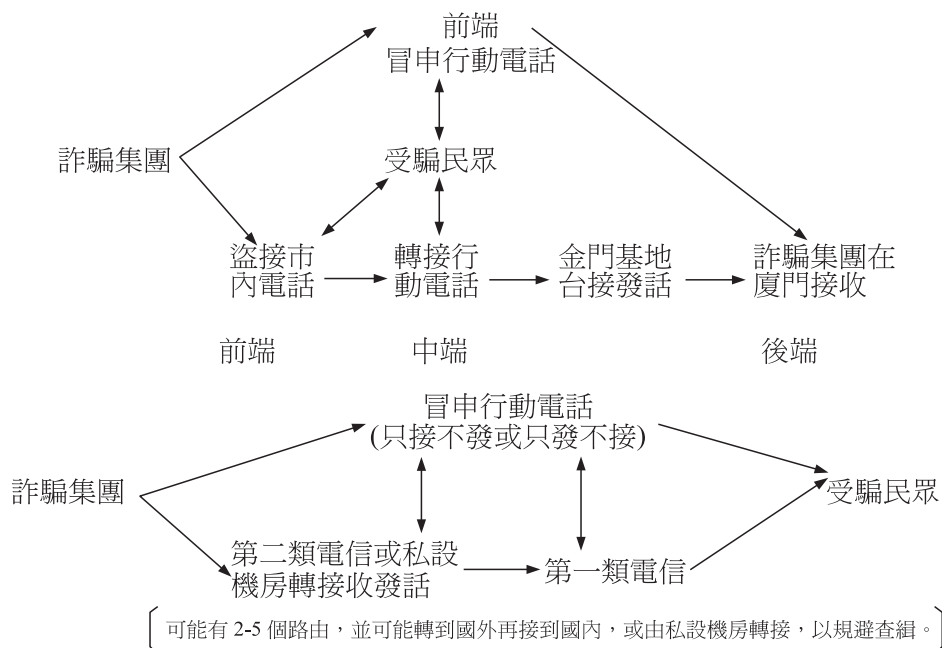 前端
冒申行動電話
詐騙集團
受騙民眾
盜接市
內電話
轉接行
動電話
金門基地
台接發話
詐騙集團在
廈門接收
前端
中端
後端
冒申行動電話
(只接不發或只發不接)
詐騙集團
受騙民眾
第二類電信或私設
機房轉接收發話
第一類電信
可能有 2-5 個路由，並可能轉到國外再接到國內，或由私設機房轉接，以規避查緝。